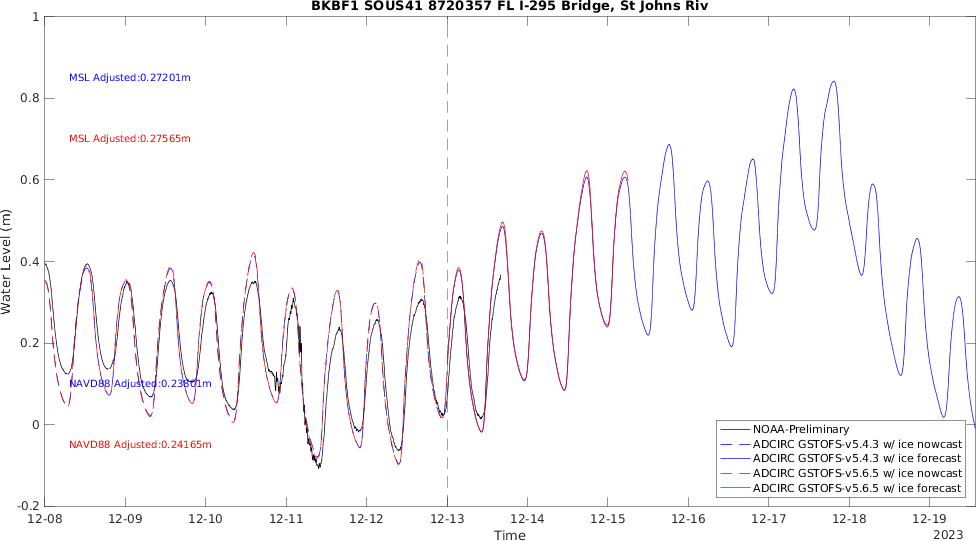 BKBF1 SOUS41 8720357 FL I-295 Bridge, St Johns Riv
1
0.8
0.6
0.4
0.2
0
-0.2
Water Level (m)
MSL Adjusted:0.27201m
MSL Adjusted:0.27565m
NAVD88 Adjusted:0.23801m
NAVD88 Adjusted:0.24165m
NOAA-Preliminary
ADCIRC GSTOFS-v5.4.3 w/ ice nowcast
ADCIRC GSTOFS-v5.4.3 w/ ice forecast
ADCIRC GSTOFS-v5.6.5 w/ ice nowcast
ADCIRC GSTOFS-v5.6.5 w/ ice forecast
12-08 12-09 12-10 12-11 12-12 12-13 12-14 12-15 12-16 12-17 12-18 12-19
Time
2023